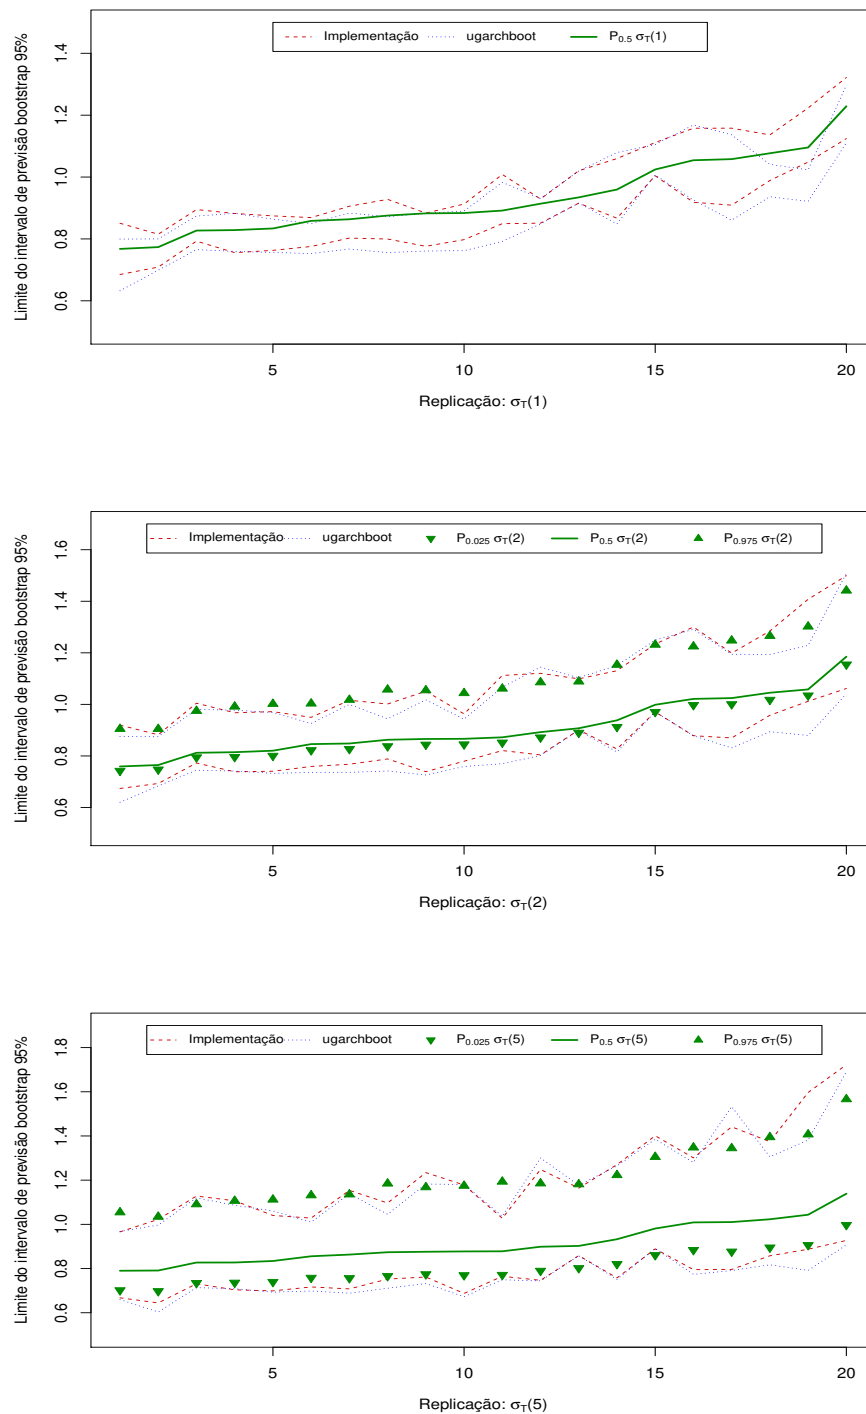 Limite do intervalo de previsão bootstrap 95%
Implementação ugarchboot P0.5 σT(1)
1.4
1.2
1.0
0.8
0.6
5 10 15 20
Replicação: σT(1)
Limite do intervalo de previsão bootstrap 95%
Implementação ugarchboot P0.025 σT(2) P0.5 σT(2) P0.975 σT(2)
1.6
1.4
1.2
1.0
0.8
0.6
5 10 15 20
Replicação: σT(2)
Limite do intervalo de previsão bootstrap 95%
Implementação ugarchboot P0.025 σT(5) P0.5 σT(5) P0.975 σT(5)
1.8
1.6
1.4
1.2
1.0
0.8
0.6
5 10 15 20
Replicação: σT(5)